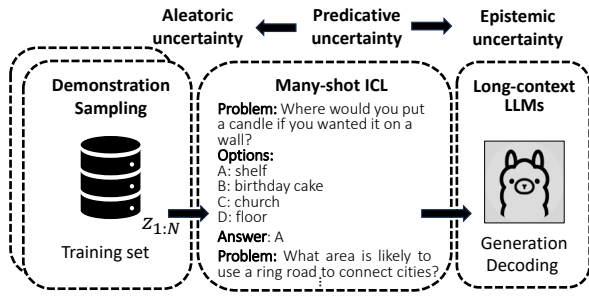 Aleatoric uncertainty
Predicative uncertainty
Epistemic uncertainty
Demonstration
Sampling
Z1:N
Training set
Many-shot ICL
Problem: Where would you put
a candle if you wanted it on a
wall?
Options:
A: shelf
B: birthday cake
C: church
D: floor
Answer: A
Problem: What area is likely to
use a ring road to connect cities?
⋮
Long-context
LLMs
Generation
Decoding